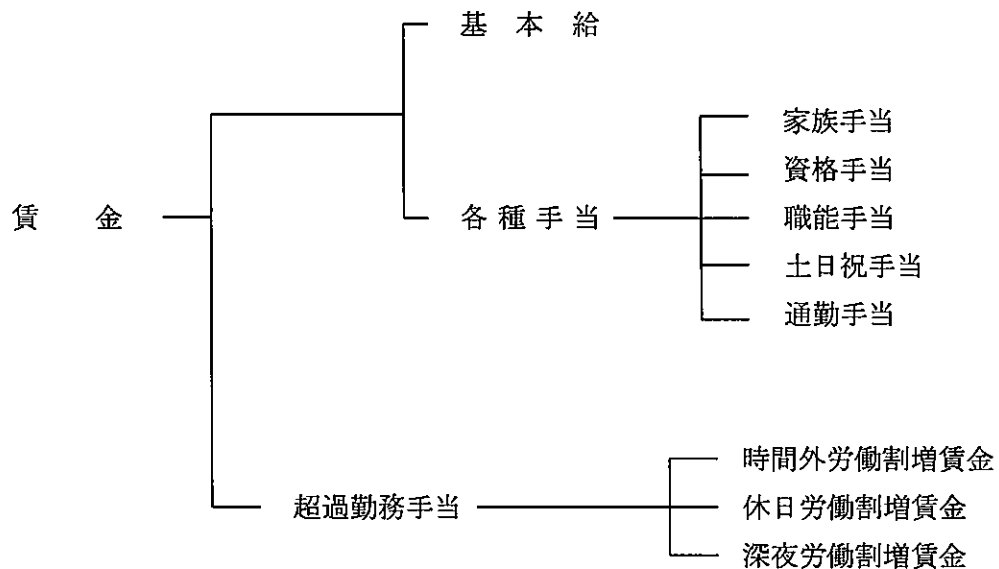 基本給
家族手当
資格手当
賃金
各種手当
職能手当
土日祝手当
通勤手当
時間外労働割増賃金
超過勤務手当
休日労働割増賃金
深夜労働割増賃金